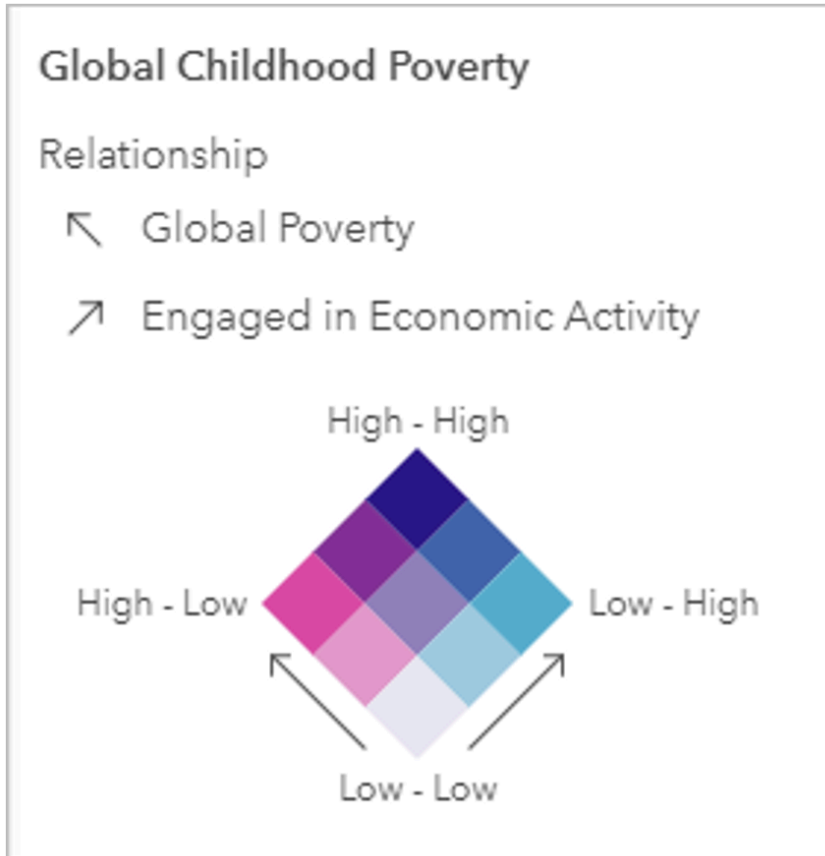 Global Childhood Poverty
Relationship
Global Poverty
Engaged in Economic Activity
High - High
High - Low
Low - High
Low - Low